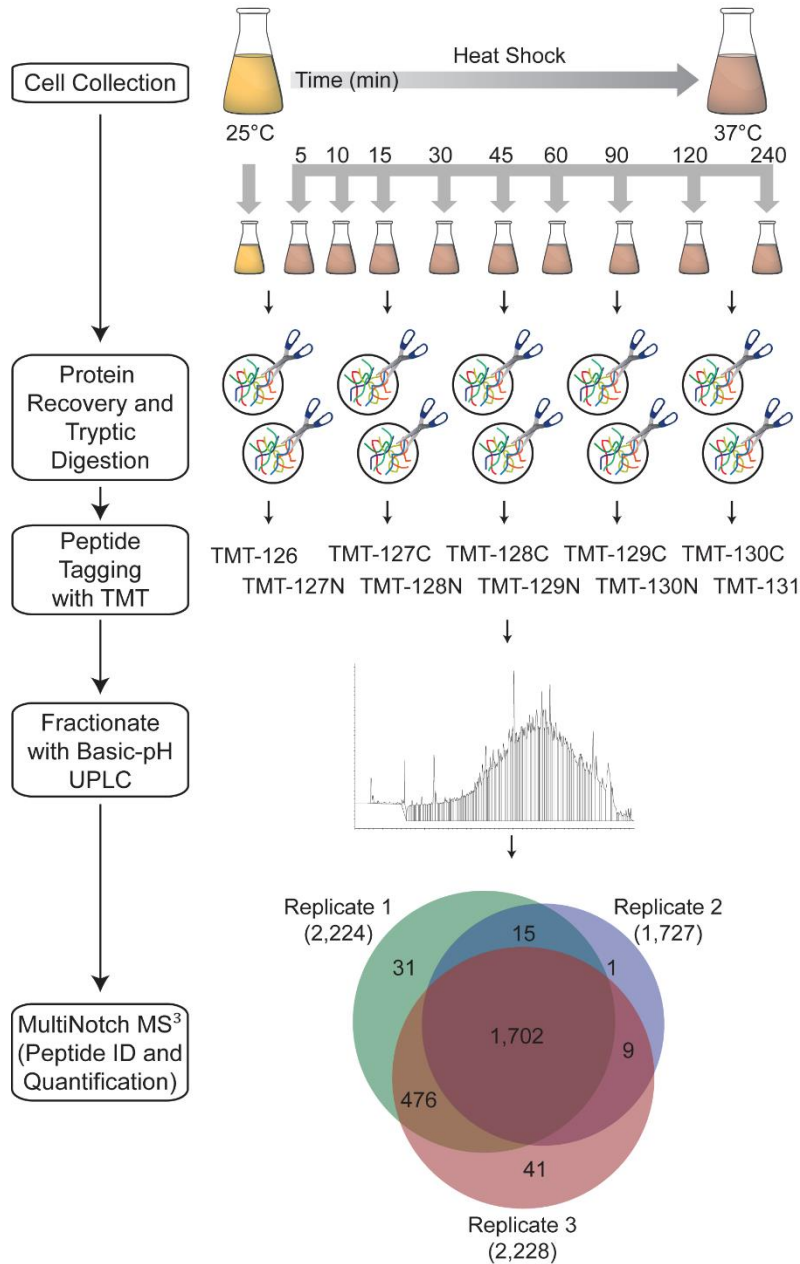 Cell Collection
Heat Shock
Time (min)
25°C
37°C
5 10 15 30 45 60 90 120 240
Protein
Recovery and
Tryptic
Digestion
Peptide
Tagging
with TMT
TMT-126 TMT-127C TMT-128C TMT-129C TMT-130C
TMT-127N TMT-128N TMT-129N TMT-130N TMT-131
Fractionate
with Basic-pH
UPLC
MultiNotch MS³
(Peptide ID and
Quantification)
Replicate 1
(2,224)
Replicate 2
(1,727)
15
31
1
1,702
9
476
41
Replicate 3
(2,228)